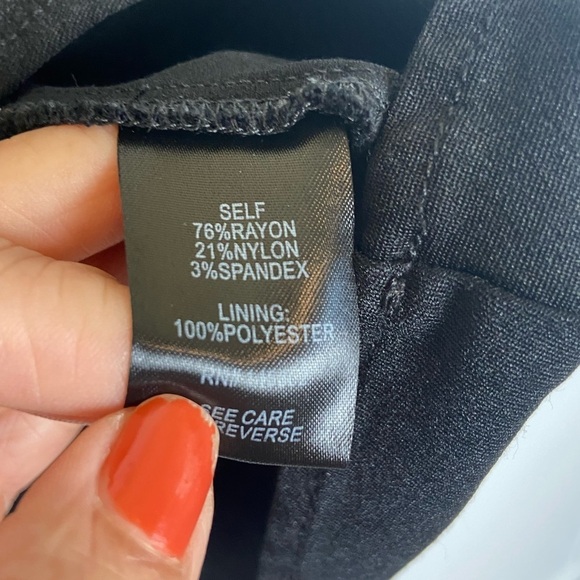 SELF
76%RAYON
21%NYLON
3%SPANDEX
LINING:
100%POLYESTER
SEE CARE
REVERSE